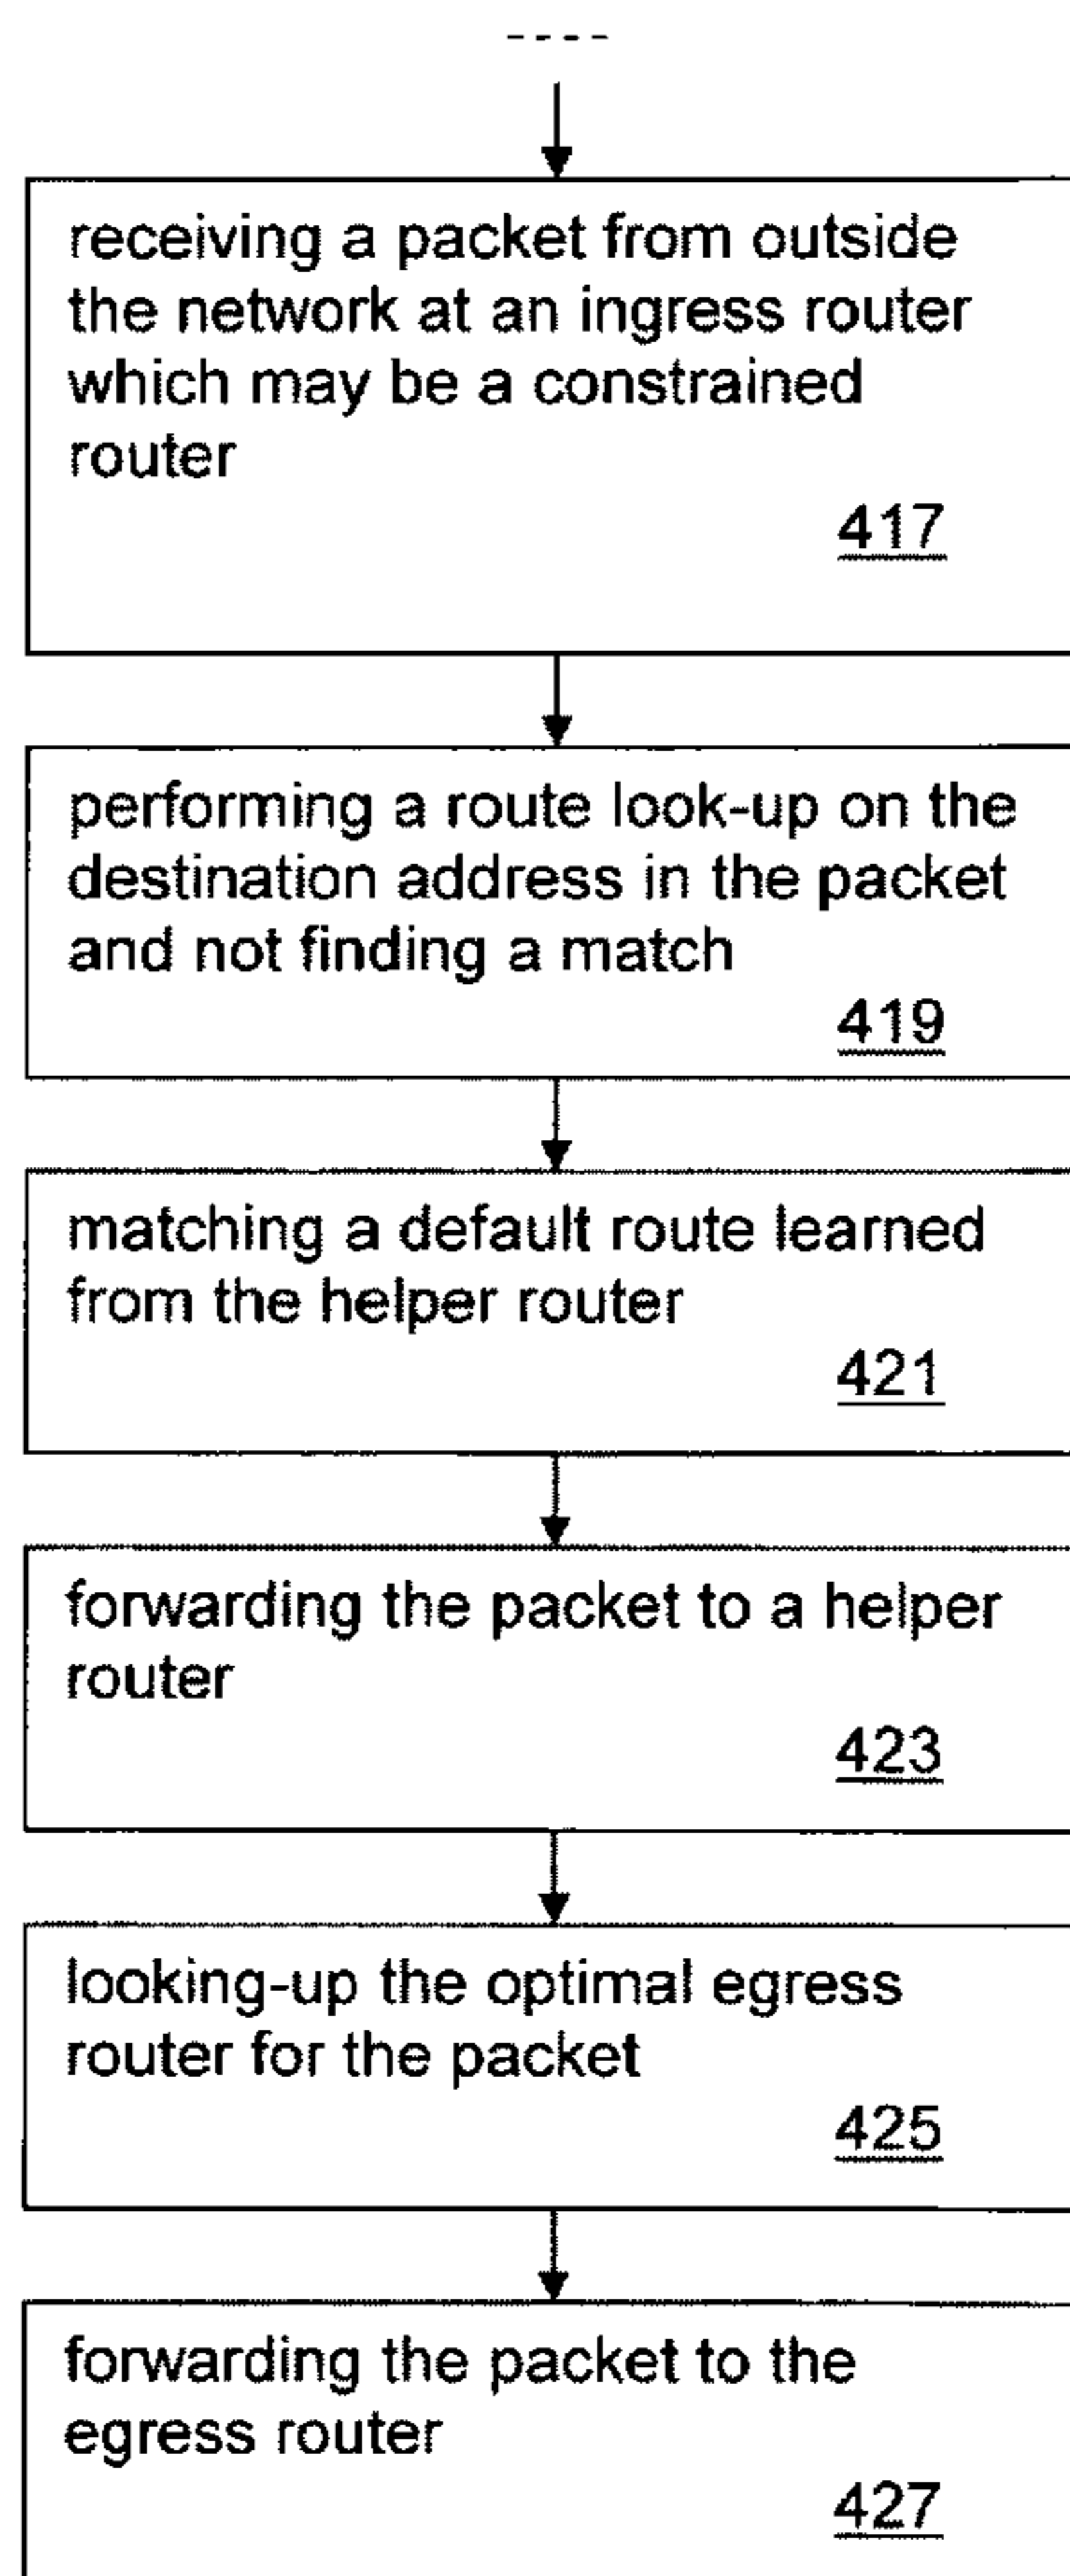 receiving a packet from outside
the network at an ingress router
which may be a constrained
router
417
performing a route look-up on the
destination address in the packet
and not finding a match
419
matching a default route learned
from the helper router
421
forwarding the packet to a helper
router
423
looking-up the optimal egress
router for the packet
425
forwarding the packet to the
egress router
427